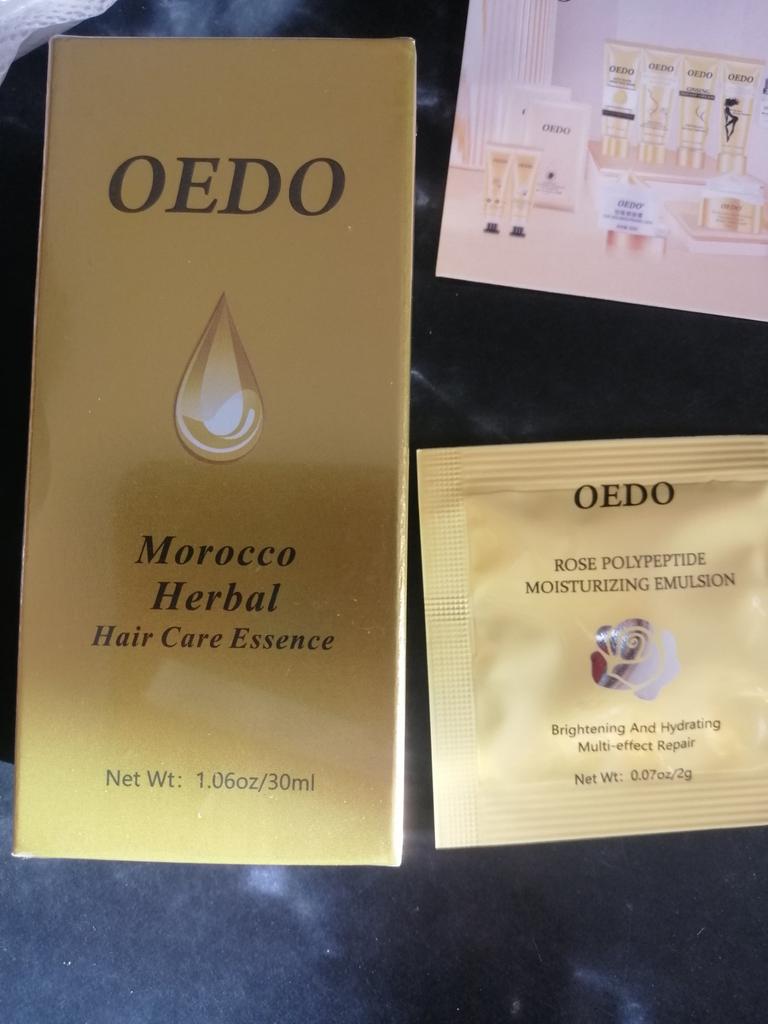 OEDO
Morocco
Herbal
Hair Care Essence
Net Wt: 1.06oz/30ml
OEDO
OEDO
OEDO
OEDO
OEDO
OEDO
OEDO
ROSE POLYPEPTIDE
MOISTURIZING EMULSION
Brightening And Hydrating
Multi-effect Repair
Net Wt: 0.07oz/2g